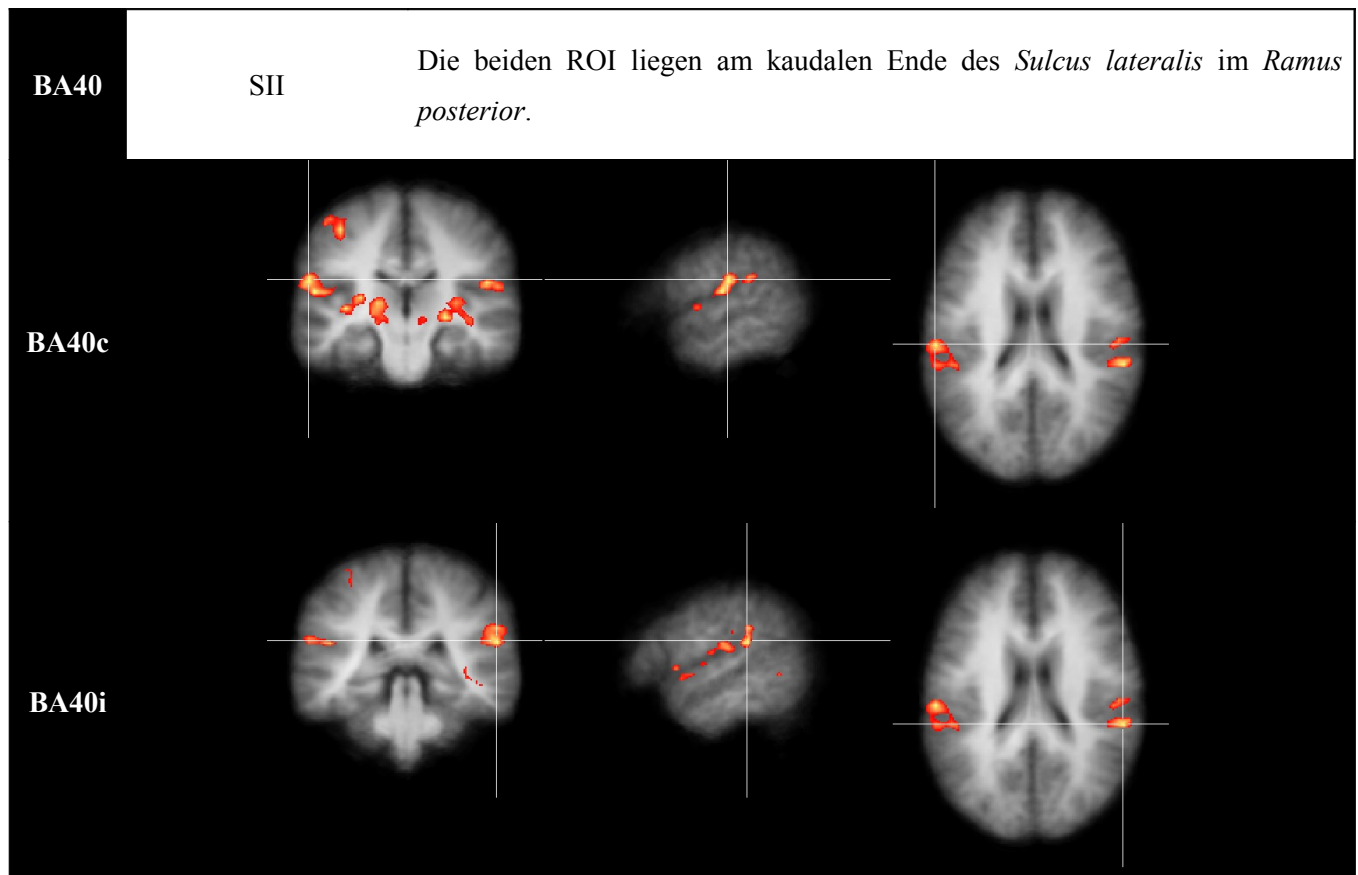 BA40
SII
Die beiden ROI liegen am kaudalen Ende des Sulcus lateralis im Ramus
posterior.
BA40c
BA40i